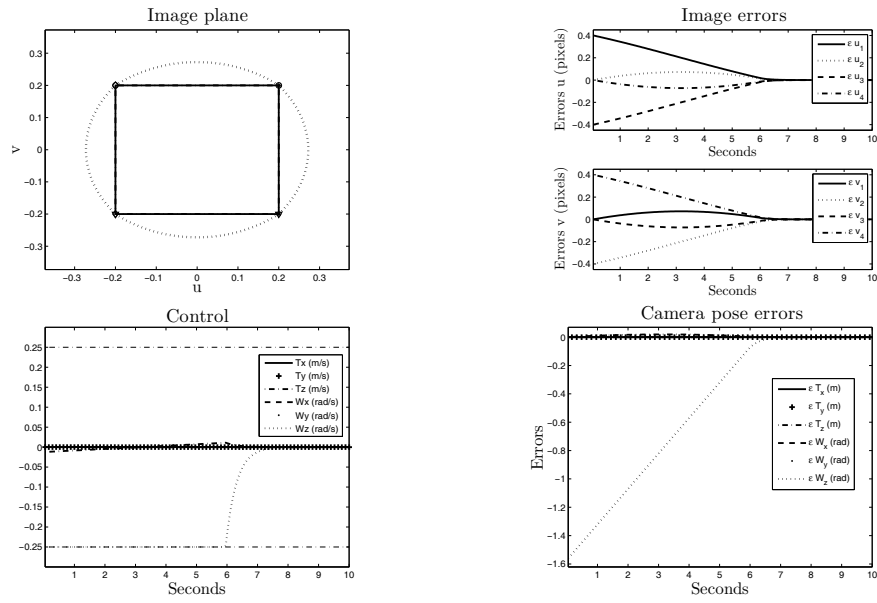 Image plane
0.3
0.2
0.1
0
−0.1
−0.2
−0.3
v
−0.3 −0.2 −0.1 0 0.1 0.2 0.3
u
Image errors
0.4
0.2
0
−0.2
−0.4
Errors u (pixels)
ε u1
ε u2
ε u3
ε u4
1 2 3 4 5 6 7 8 9 10
Seconds
0.4
0.2
0
−0.2
−0.4
Errors v (pixels)
ε v1
ε v2
ε v3
ε v4
1 2 3 4 5 6 7 8 9 10
Seconds
Control
0.25
0.2
0.15
0.1
0.05
0
−0.05
−0.1
−0.15
−0.2
−0.25
Tx (m/s)
Ty (m/s)
Tz (m/s)
Wx (rad/s)
Wy (rad/s)
Wz (rad/s)
1 2 3 4 5 6 7 8 9 10
Seconds
Camera pose errors
0
−0.2
−0.4
−0.6
−0.8
−1
−1.2
−1.4
−1.6
Errors
ε Tx (m)
ε Ty (m)
ε Tz (m)
ε Wx (rad)
ε Wy (rad)
ε Wz (rad)
1 2 3 4 5 6 7 8 9 10
Seconds